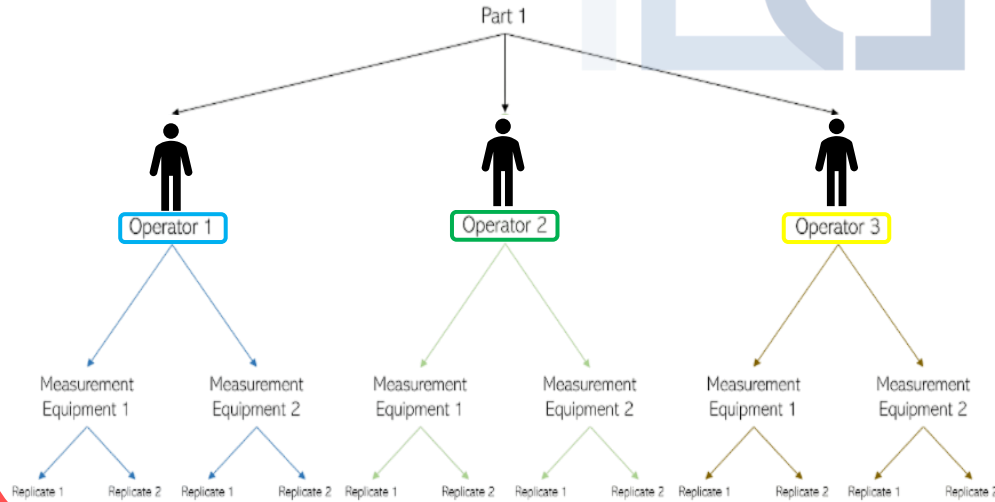 Part 1
Operator 1
Operator 2
Operator 3
Measurement
Equipment 1
Measurement
Equipment 2
Measurement
Equipment 1
Measurement
Equipment 2
Measurement
Equipment 1
Measurement
Equipment 2
Replicate 1
Replicate 2
Replicate 1
Replicate 2
Replicate 1
Replicate 2
Replicate 1
Replicate 2
Replicate 1
Replicate 2
Replicate 1
Replicate 2